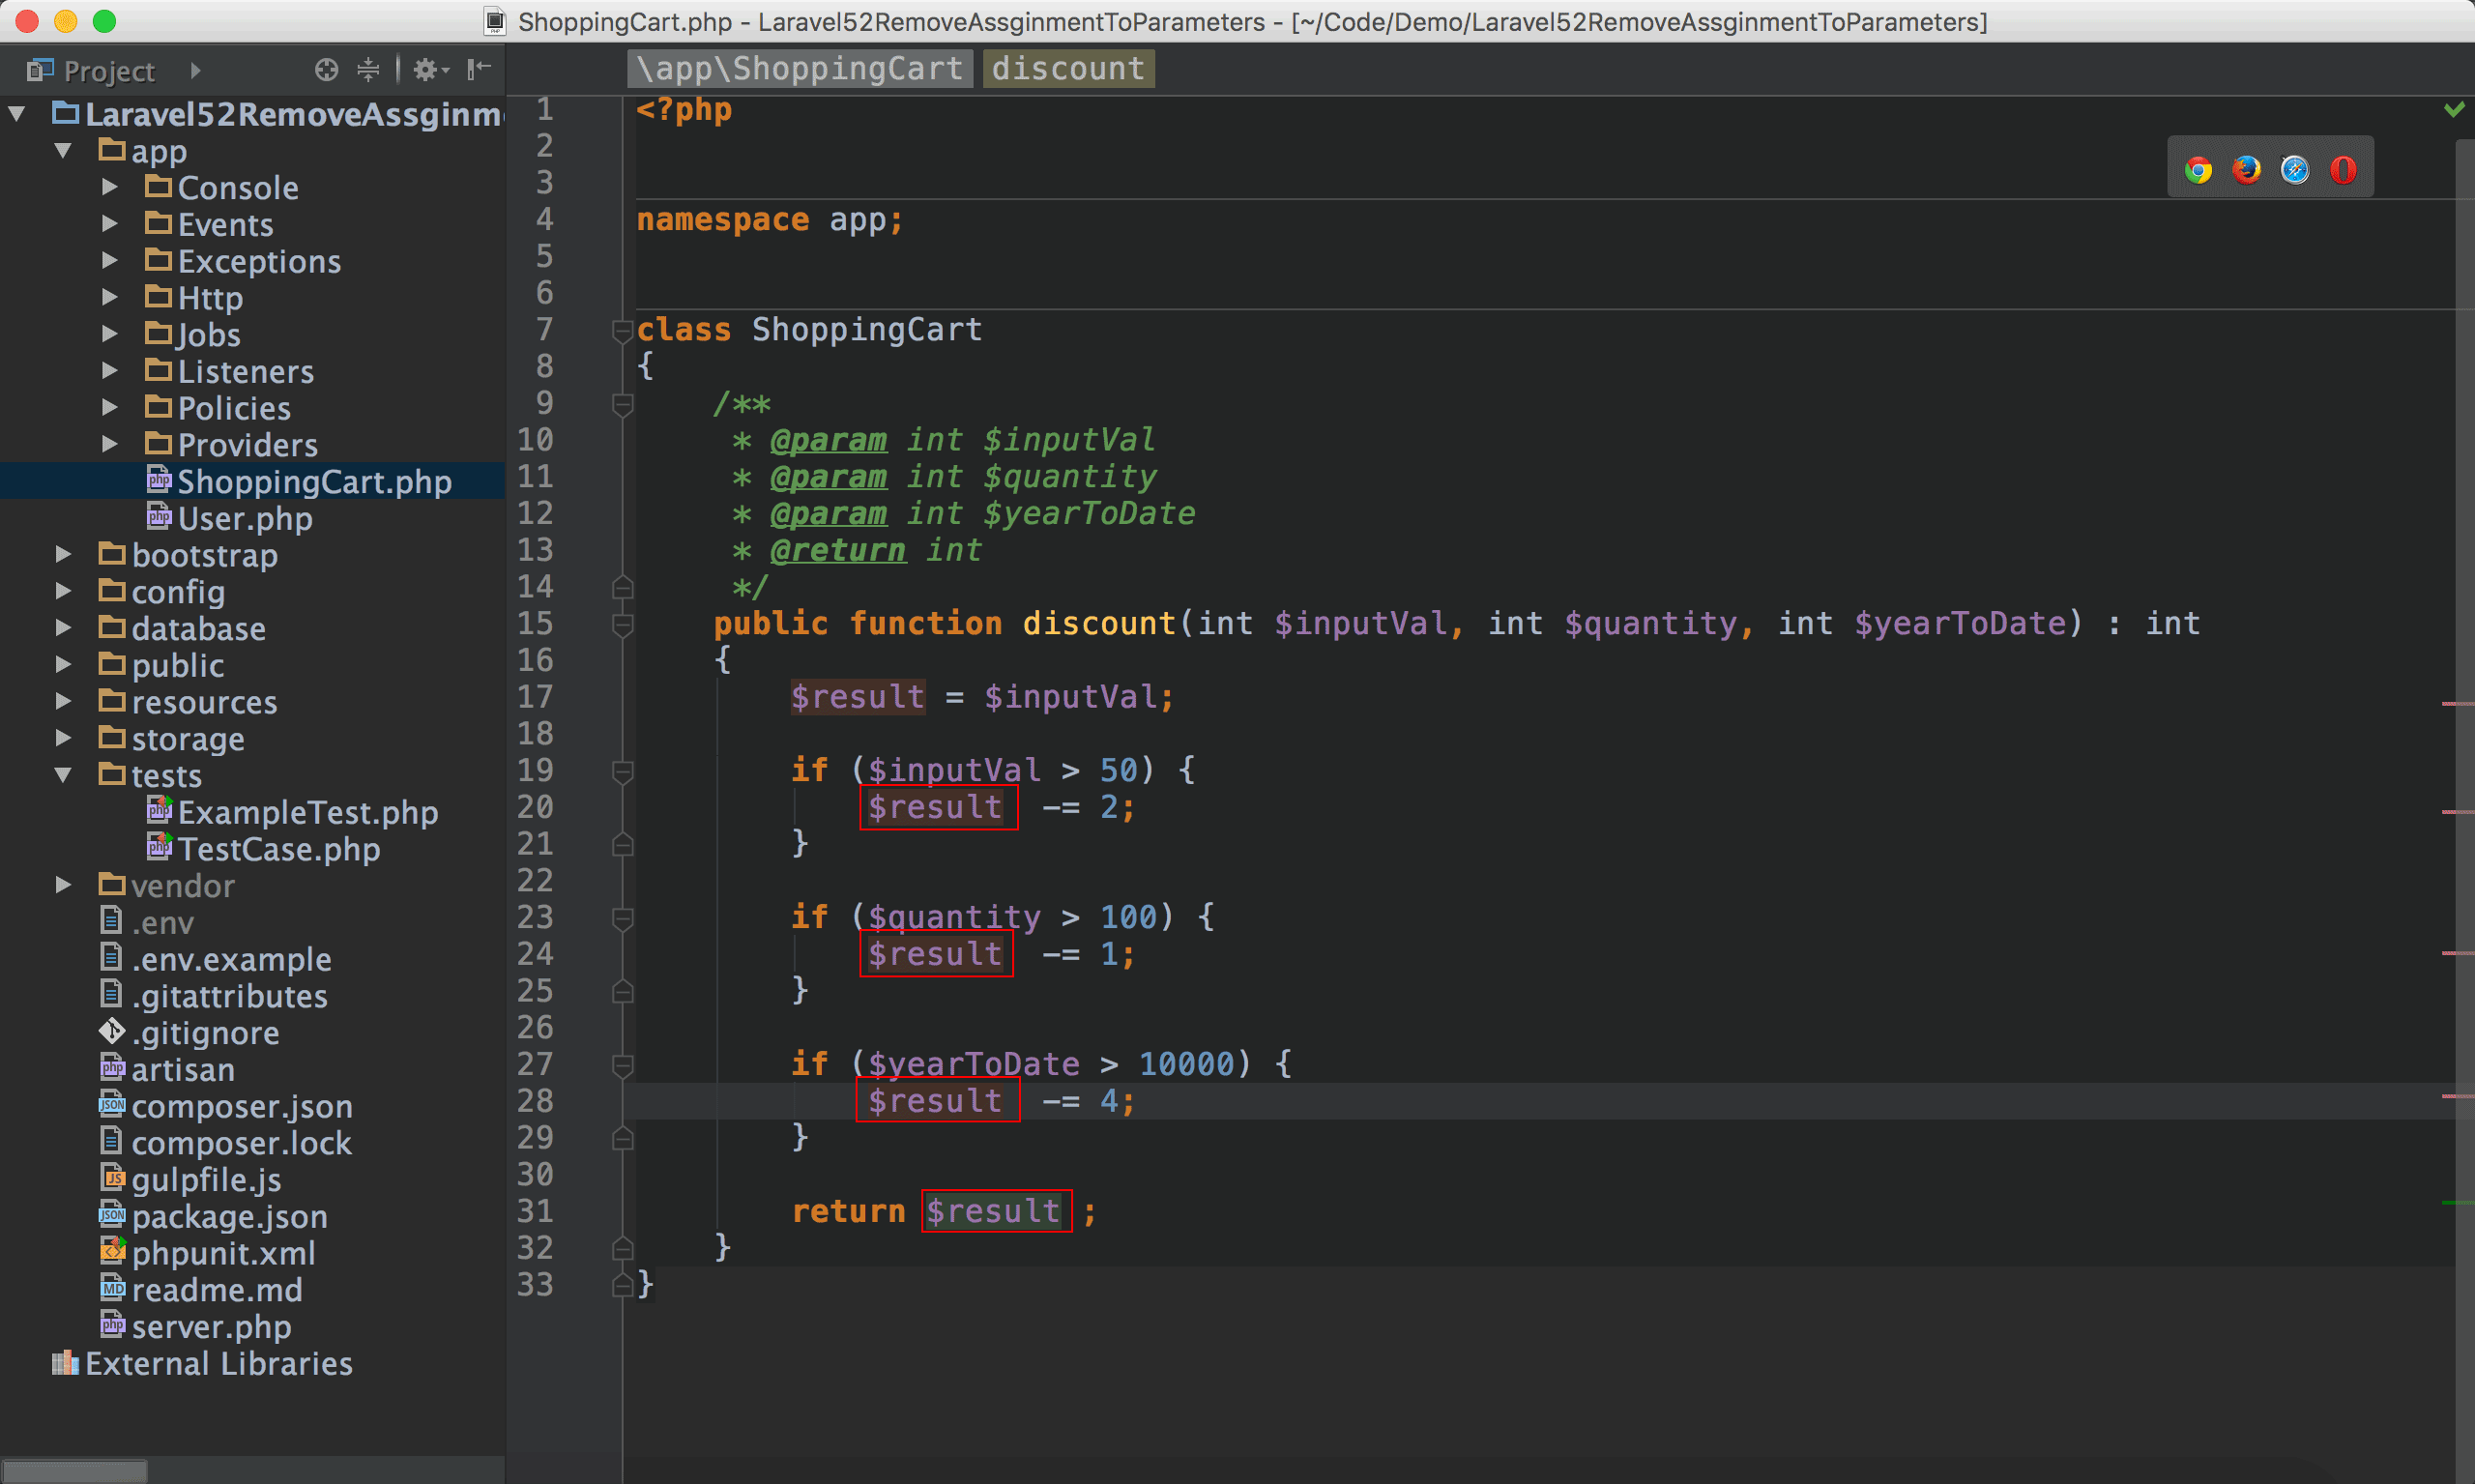 ShoppingCart.php - Laravel52RemoveAssginmentToParameters - [~/Code/Demo/Laravel52RemoveAssginmentToParameters]
Project
\app\ShoppingCart discount
Laravel52RemoveAssginm
app
Console
Events
Exceptions
Http
Jobs
Listeners
Policies
Providers
ShoppingCart.php
User.php
bootstrap
config
database
public
resources
storage
tests
ExampleTest.php
TestCase.php
vendor
.env
.env.example
.gitattributes
.gitignore
artisan
composer.json
composer.lock
gulpfile.js
package.json
phpunit.xml
readme.md
server.php
External Libraries
1 <?php
2
3
4 namespace app;
5
6
7 class ShoppingCart
8 {
9 /**
10 * @param int $inputVal
11 * @param int $quantity
12 * @param int $yearToDate
13 * @return int
14 */
15 public function discount(int $inputVal, int $quantity, int $yearToDate) : int
16 {
17 $result = $inputVal;
18
19 if ($inputVal > 50) {
20 $result -= 2;
21 }
22
23 if ($quantity > 100) {
24 $result -= 1;
25 }
26
27 if ($yearToDate > 10000) {
28 $result -= 4;
29 }
30
31 return $result ;
32 }
33 }